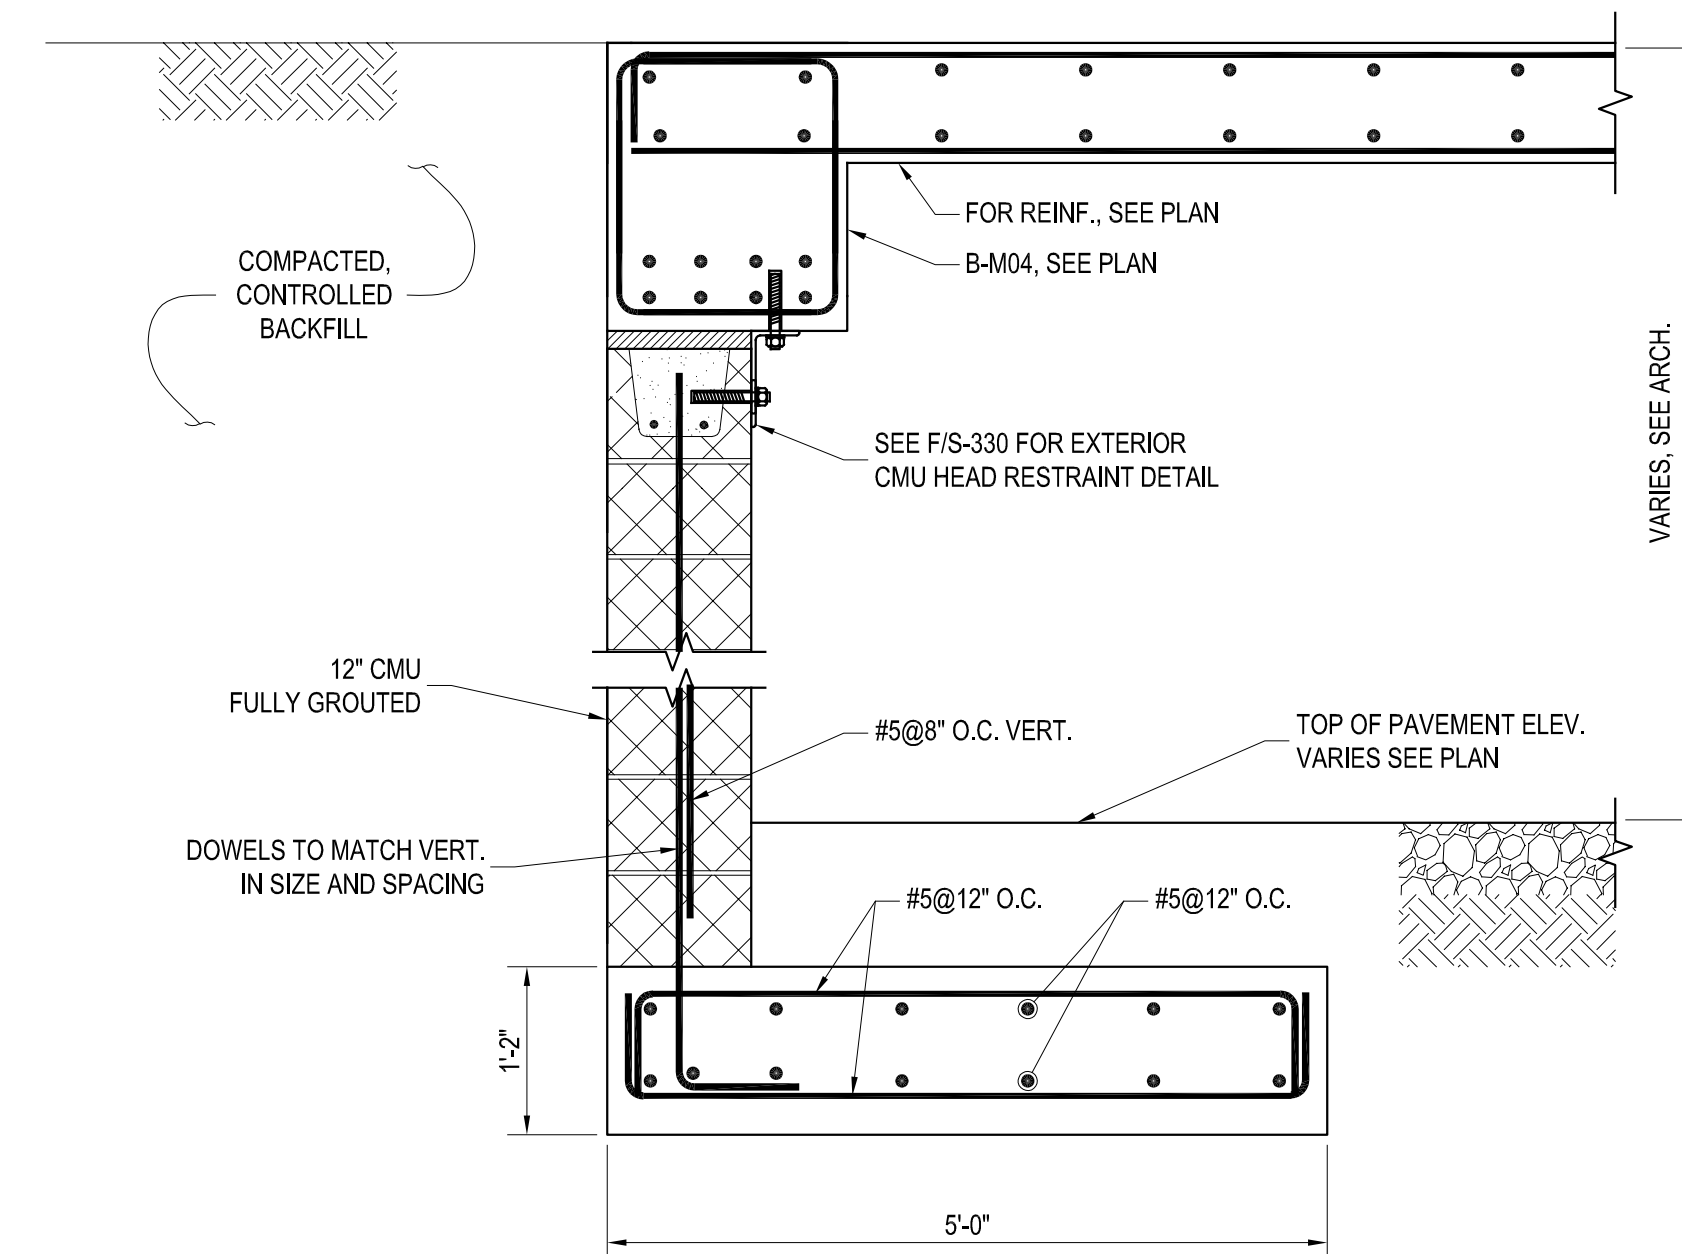 FOR REINF., SEE PLAN
B-M04, SEE PLAN
COMPACTED,
CONTROLLED
BACKFILL
VARIES, SEE ARCH.
SEE F/S-330 FOR EXTERIOR
CMU HEAD RESTRAINT DETAIL
12" CMU
FULLY GROUTED
#5@8" O.C. VERT.
TOP OF PAVEMENT ELEV.
VARIES SEE PLAN
DOWELS TO MATCH VERT.
IN SIZE AND SPACING
#5@12" O.C.
#5@12" O.C.
1'-2"
5'-0"